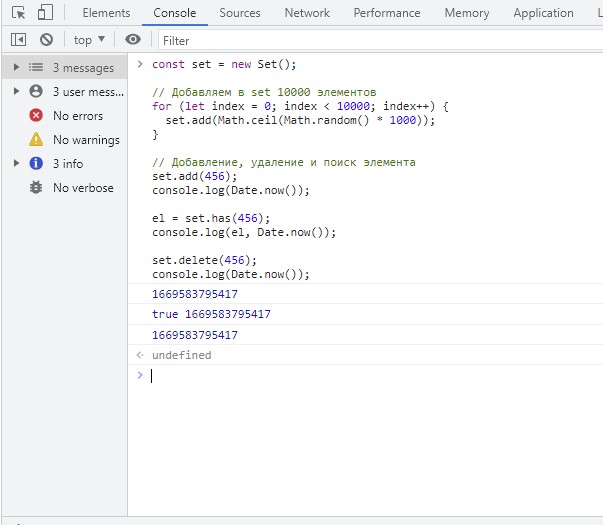 Elements Console Sources Network Performance Memory Application L
top ▼ Filter
3 messages
3 user mess...
No errors
No warnings
3 info
No verbose
const set = new Set();
// Добавляем в set 10000 элементов
for (let index = 0; index < 10000; index++) {
set.add(Math.ceil(Math.random() * 1000));
}
// Добавление, удаление и поиск элемента
set.add(456);
console.log(Date.now());
el = set.has(456);
console.log(el, Date.now());
set.delete(456);
console.log(Date.now());
1669583795417
true 1669583795417
1669583795417
undefined